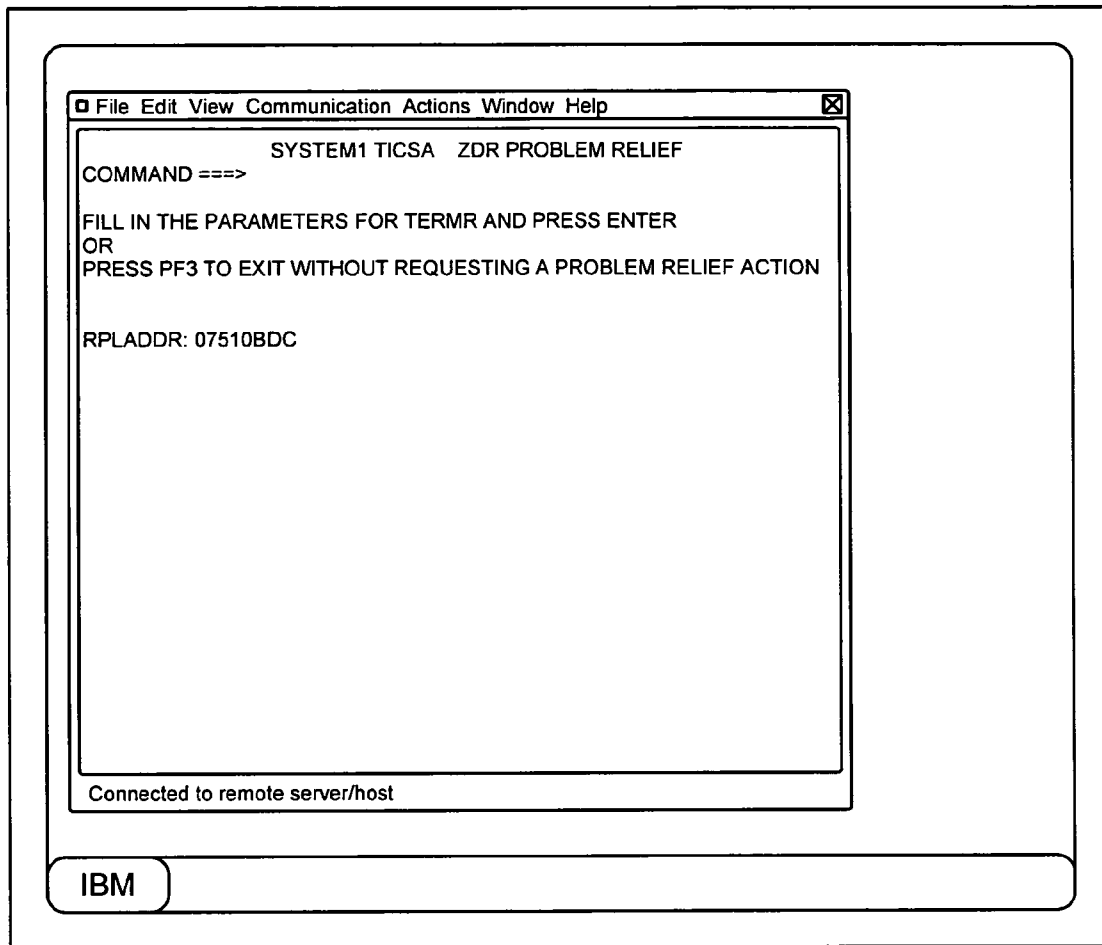 File Edit View Communication Actions Window Help
SYSTEM1 TICSA ZDR PROBLEM RELIEF
COMMAND ===>
FILL IN THE PARAMETERS FOR TERMR AND PRESS ENTER
OR
PRESS PF3 TO EXIT WITHOUT REQUESTING A PROBLEM RELIEF ACTION
RPLADDR: 07510BDC
Connected to remote server/host
IBM